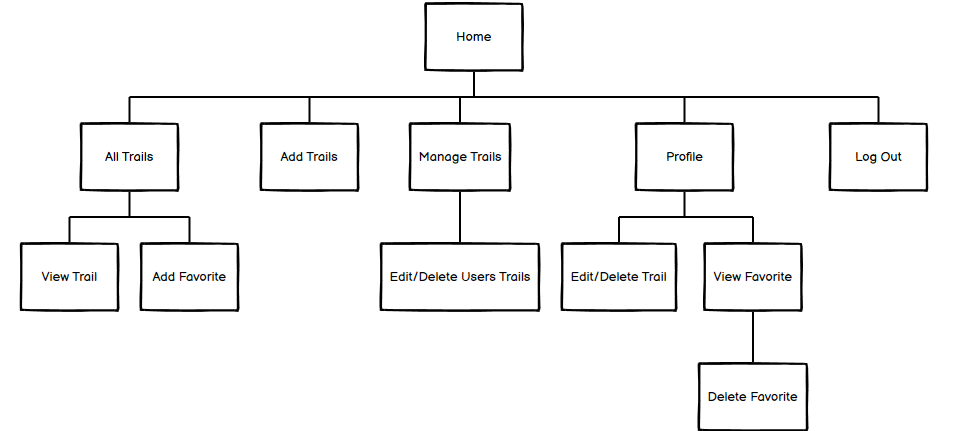 Home
All Trails
Add Trails
Manage Trails
Profile
Log Out
View Trail
Add Favorite
Edit/Delete Users Trails
Edit/Delete Trail
View Favorite
Delete Favorite